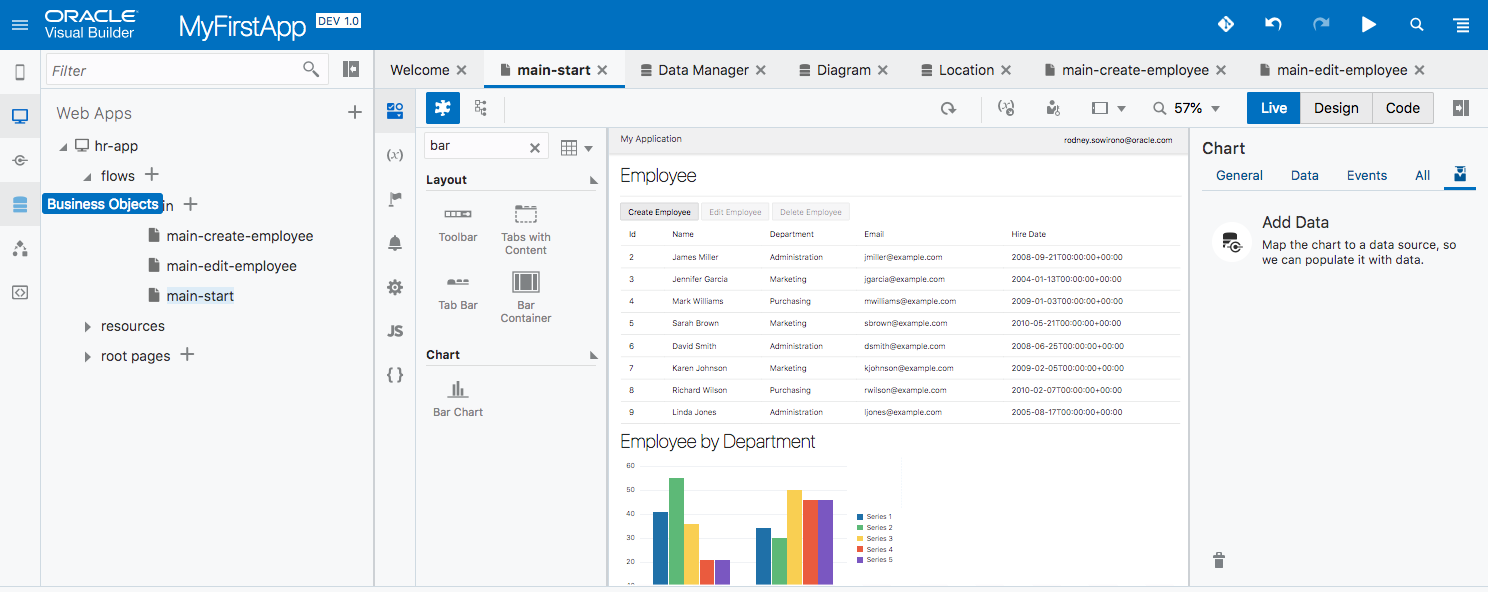 ORACLE
Visual Builder
MyFirstApp DEV 1.0
Filter
Welcome
main-start
Data Manager
Diagram
Location
main-create-employee
main-edit-employee
Web Apps
hr-app
flows
Business Objects in
main-create-employee
main-edit-employee
main-start
resources
root pages
(x)
JS
{ }
(x)
57%
Live Design Code
bar
Layout
Toolbar
Tabs with
Content
Tab Bar
Bar
Container
Chart
Bar Chart
My Application rodney.sowirono@oracle.com
Employee
Create Employee Edit Employee Delete Employee
Id Name Department Email Hire Date
2 James Miller Administration jmiller@example.com 2008-09-21T00:00:00+00:00
3 Jennifer Garcia Marketing jgarcia@example.com 2004-01-13T00:00:00+00:00
4 Mark Williams Purchasing mwilliams@example.com 2009-01-03T00:00:00+00:00
5 Sarah Brown Marketing sbrown@example.com 2010-05-21T00:00:00+00:00
6 David Smith Administration dsmith@example.com 2008-06-25T00:00:00+00:00
7 Karen Johnson Marketing kjohnson@example.com 2009-02-05T00:00:00+00:00
8 Richard Wilson Purchasing rwilson@example.com 2010-02-07T00:00:00+00:00
9 Linda Jones Administration ljones@example.com 2005-08-17T00:00:00+00:00
Employee by Department
60
50
40
30
20
Series 1
Series 2
Series 3
Series 4
Series 5
Chart
General Data Events All
Add Data
Map the chart to a data source, so
we can populate it with data.